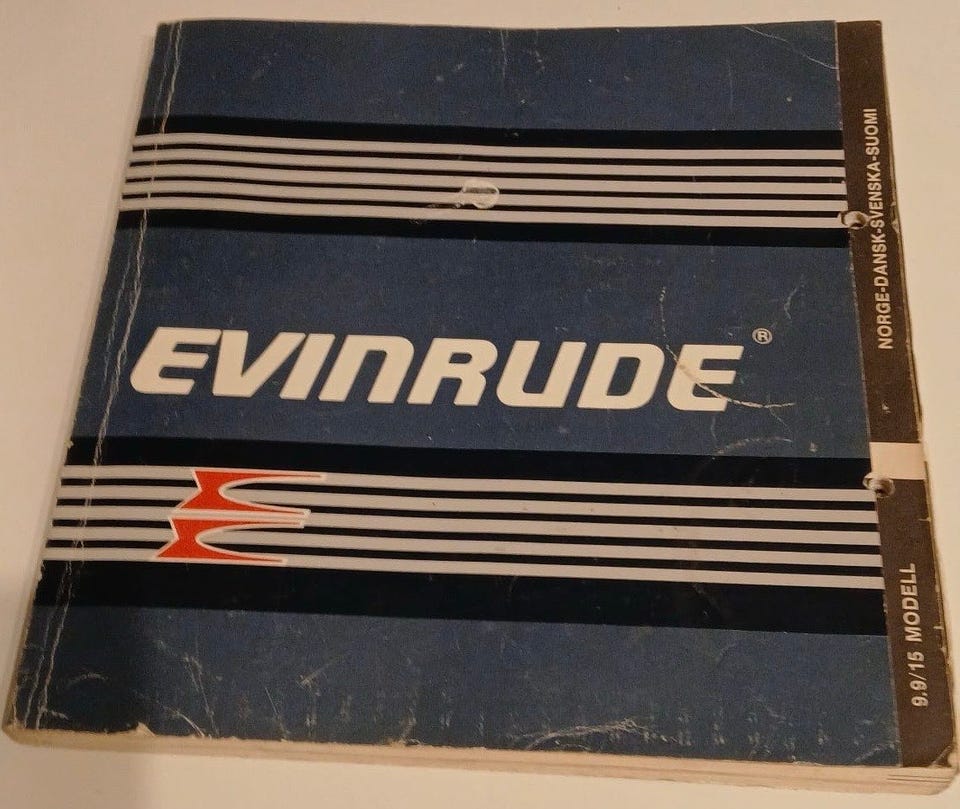 EVINRUDE ®
NORGE-DANSK-SVENSKA-SUOMI
9.9/15 MODELL